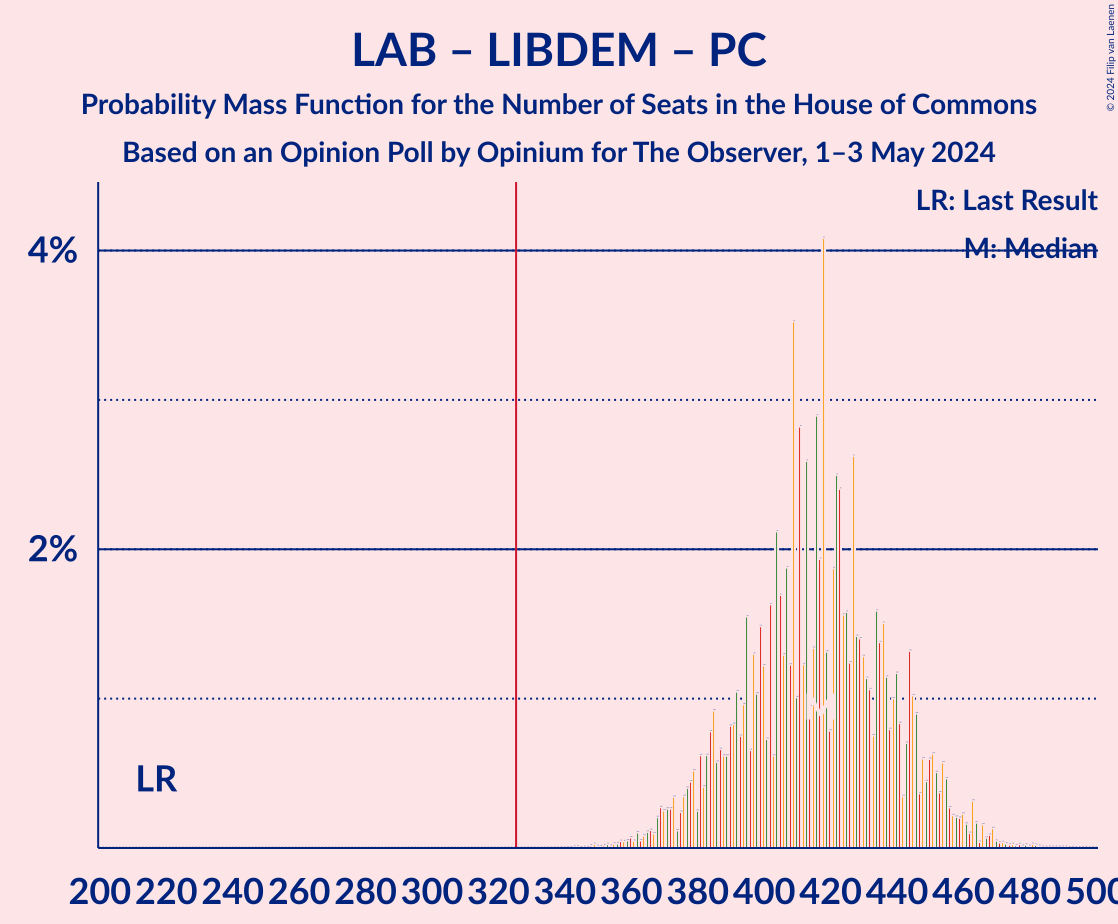 LAB – LIBDEM – PC
Probability Mass Function for the Number of Seats in the House of Commons
Based on an Opinion Poll by Opinium for The Observer, 1–3 May 2024
© 2024 Filip van Laenen
LR: Last Result
4%
M: Median
2%
M
LR
200 220 240 260 280 300 320 340 360 380 400 420 440 460 480 500